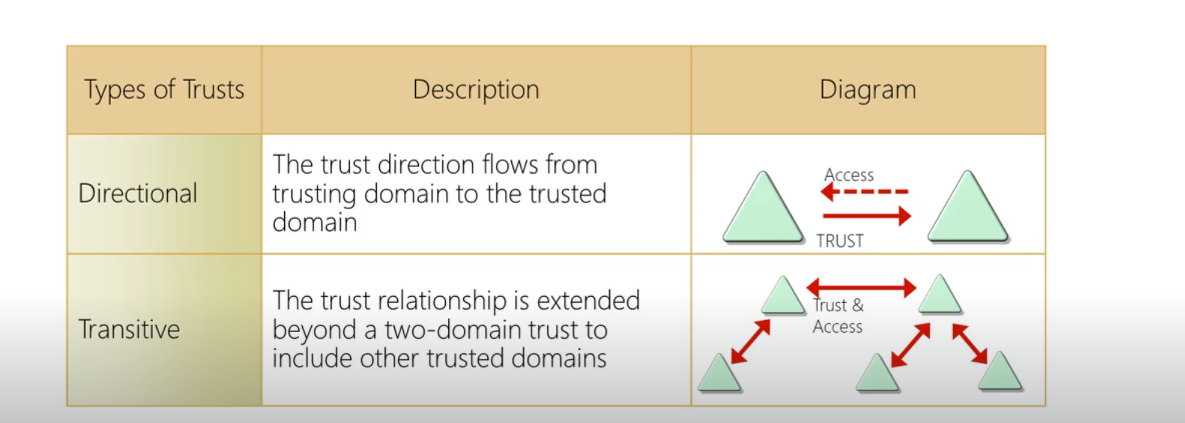 Types of Trusts
Description
Diagram
Directional
The trust direction flows from
trusting domain to the trusted
domain
Access
TRUST
Transitive
The trust relationship is extended
beyond a two-domain trust to
include other trusted domains
Trust &
Access